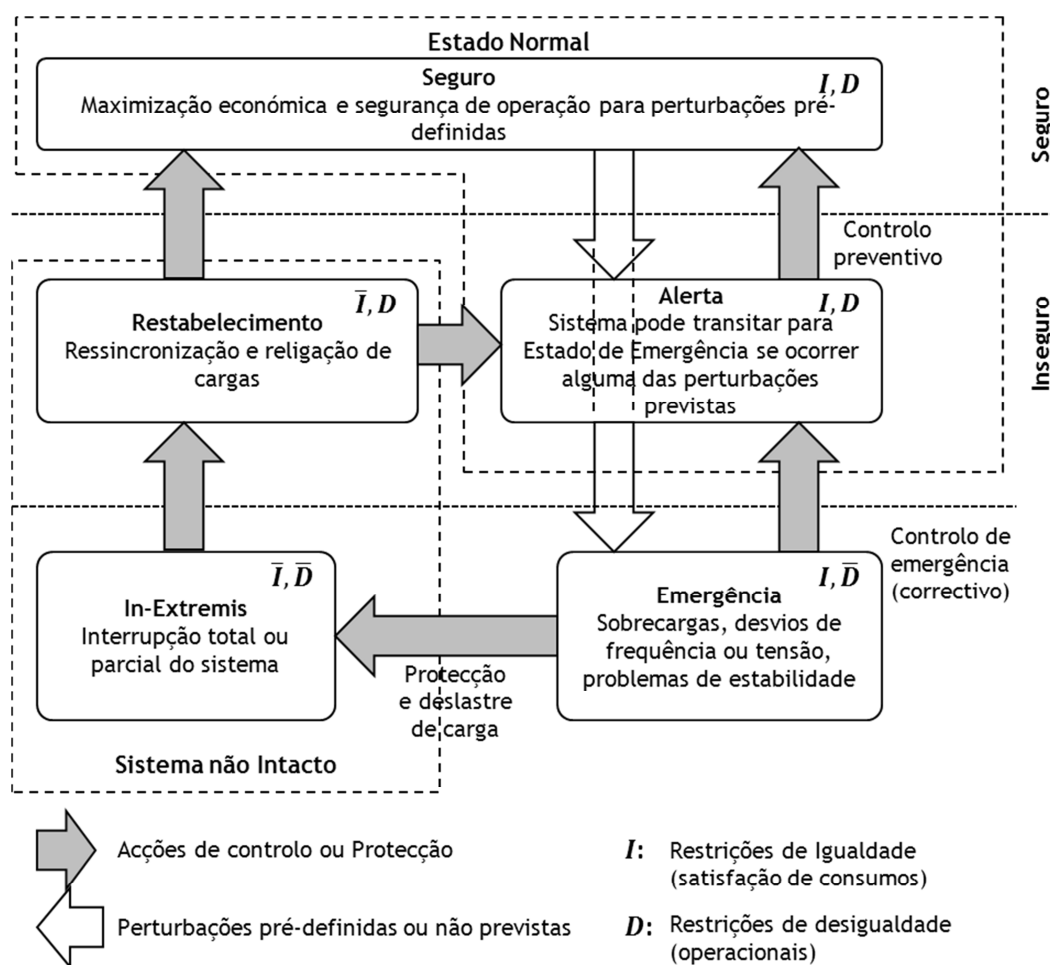 Estado Normal
Seguro
I, D
Maximização económica e segurança de operação para perturbações pré-
definidas
Seguro
Controlo
preventivo
I̅, D
Restabelecimento
Ressincronização e religação de
cargas
I, D
Alerta
Sistema pode transitar para
Estado de Emergência se ocorrer
alguma das perturbações
previstas
Inseguro
I̅, D̅
In-Extremis
Interrupção total ou
parcial do sistema
Protecção
e deslastre
de carga
I, D̅
Emergência
Sobrecargas, desvios de
frequência ou tensão,
problemas de estabilidade
Controlo de
emergência
(correctivo)
Sistema não Intacto
Acções de controlo ou Protecção
Perturbações pré-definidas ou não previstas
I: Restrições de Igualdade
(satisfação de consumos)
D: Restrições de desigualdade
(operacionais)